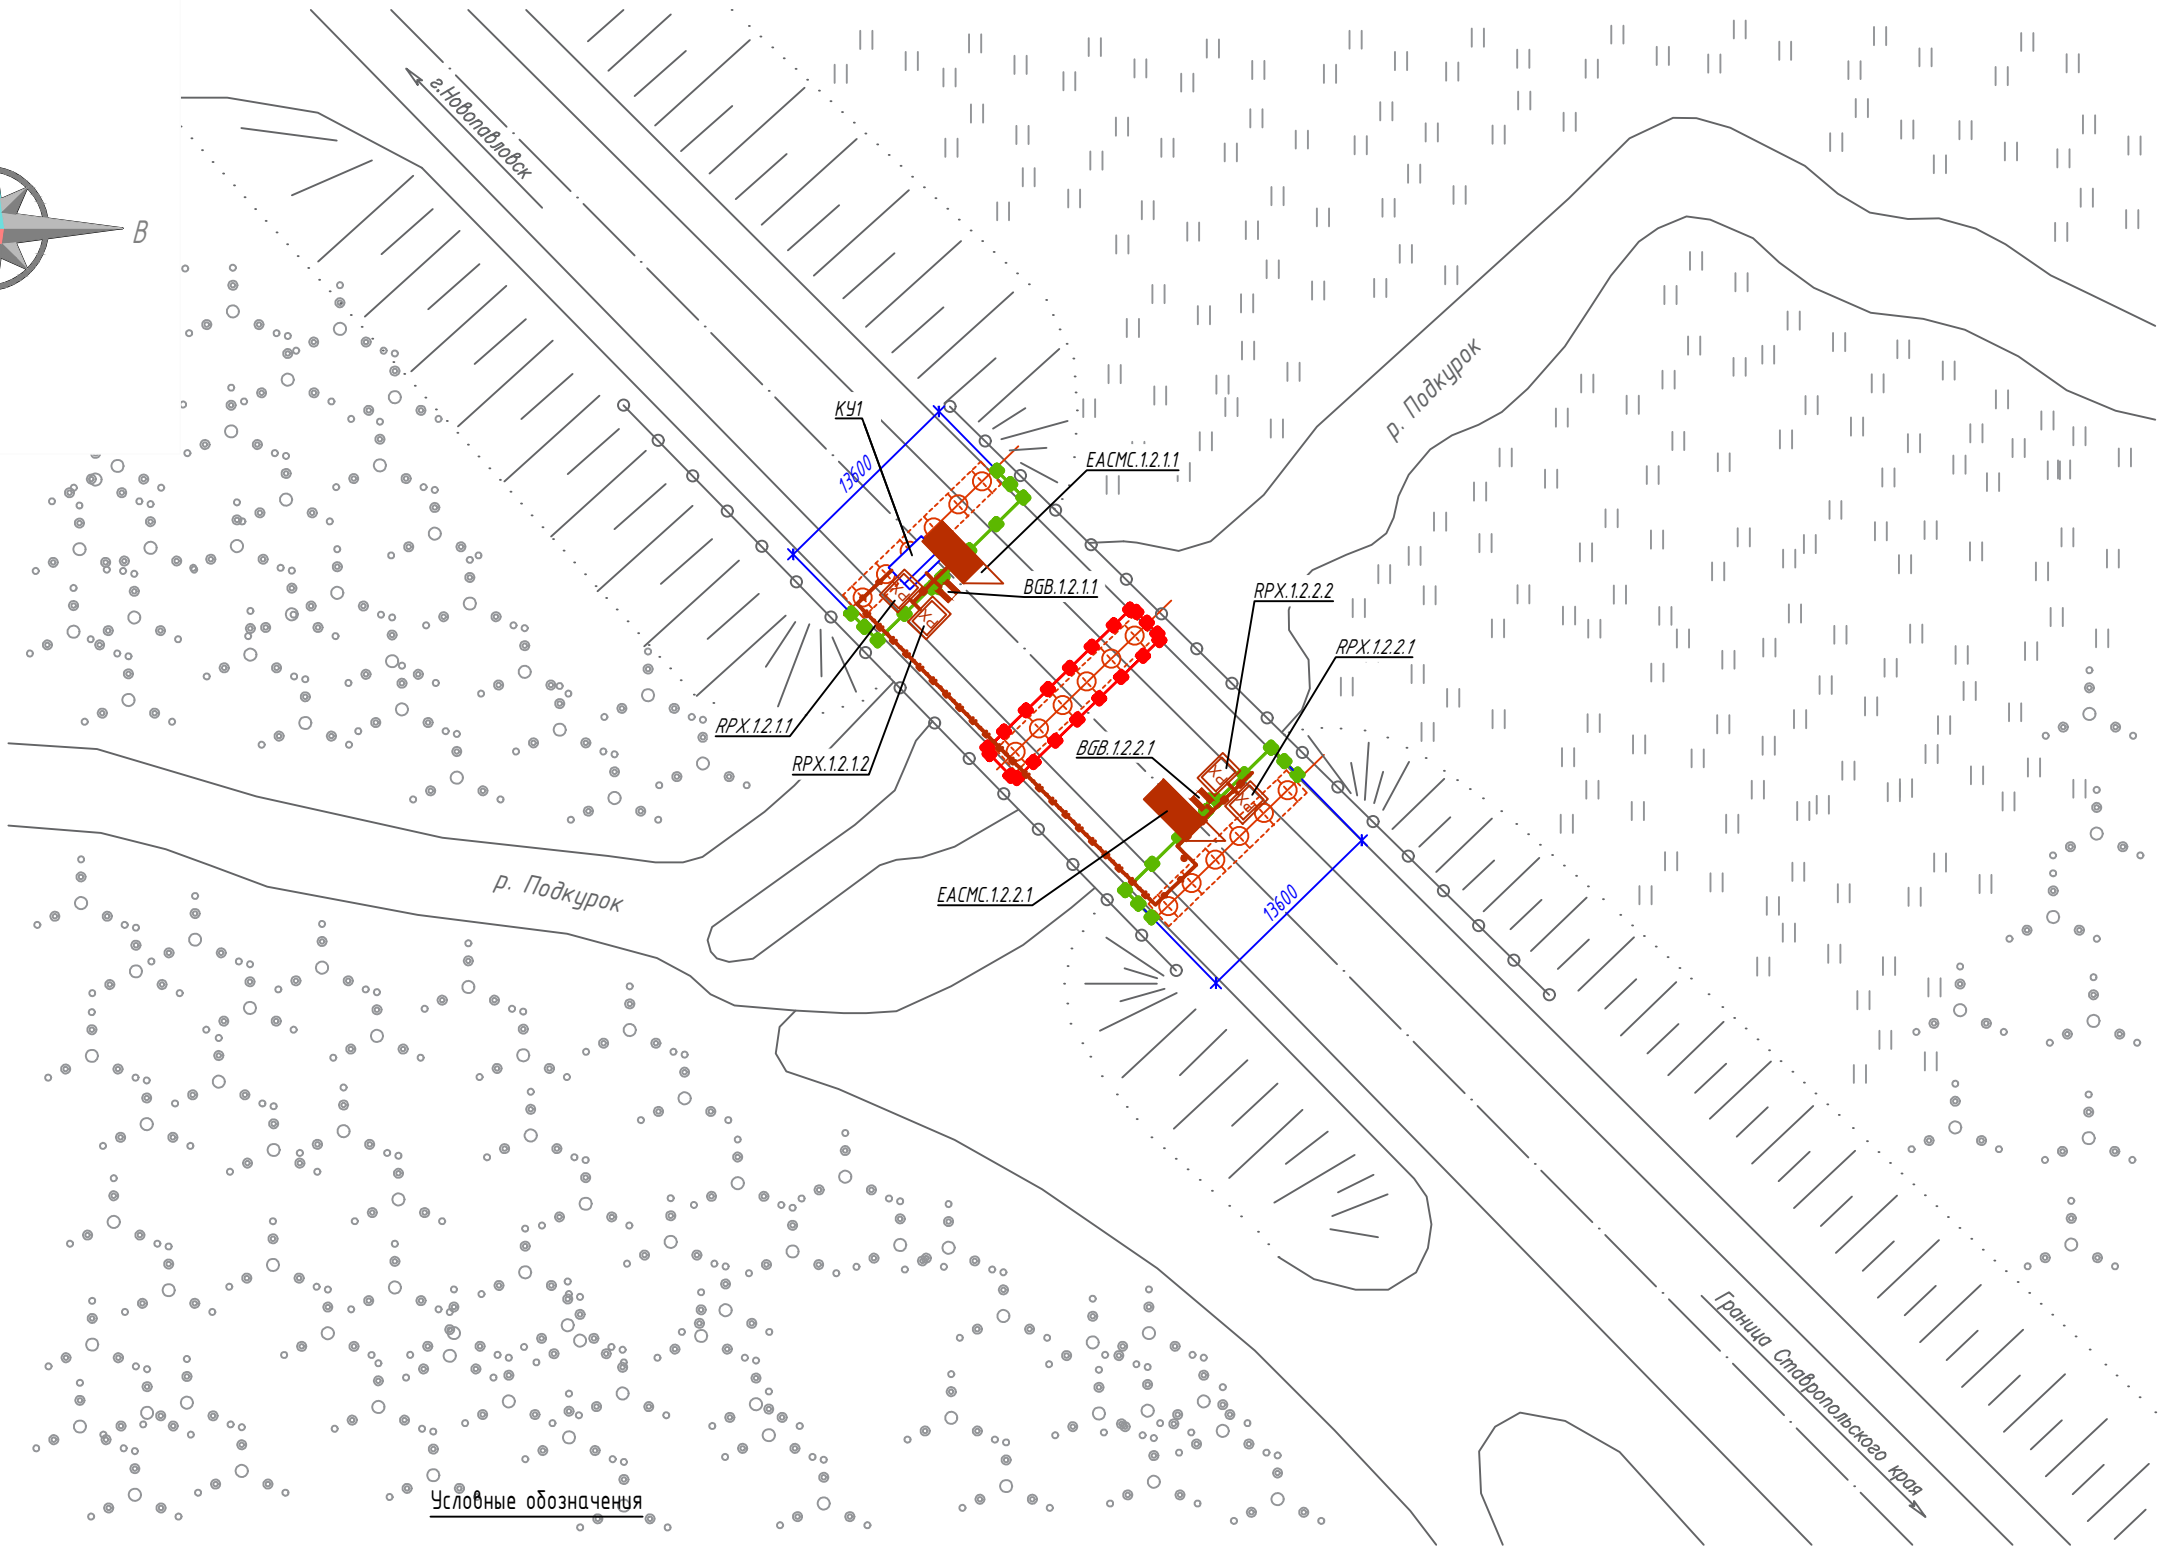 г.Новопавловск
В
р. Подкурок
КУ1
13600
EACMC.1.2.1.1
BGB.1.2.1.1
RPX.1.2.2.2
RPX.1.2.2.1
RPX.1.2.1.1
RPX.1.2.1.2
BGB.1.2.2.1
EACMC.1.2.2.1
13600
р. Подкурок
Граница Ставропольского края
Условные обозначения